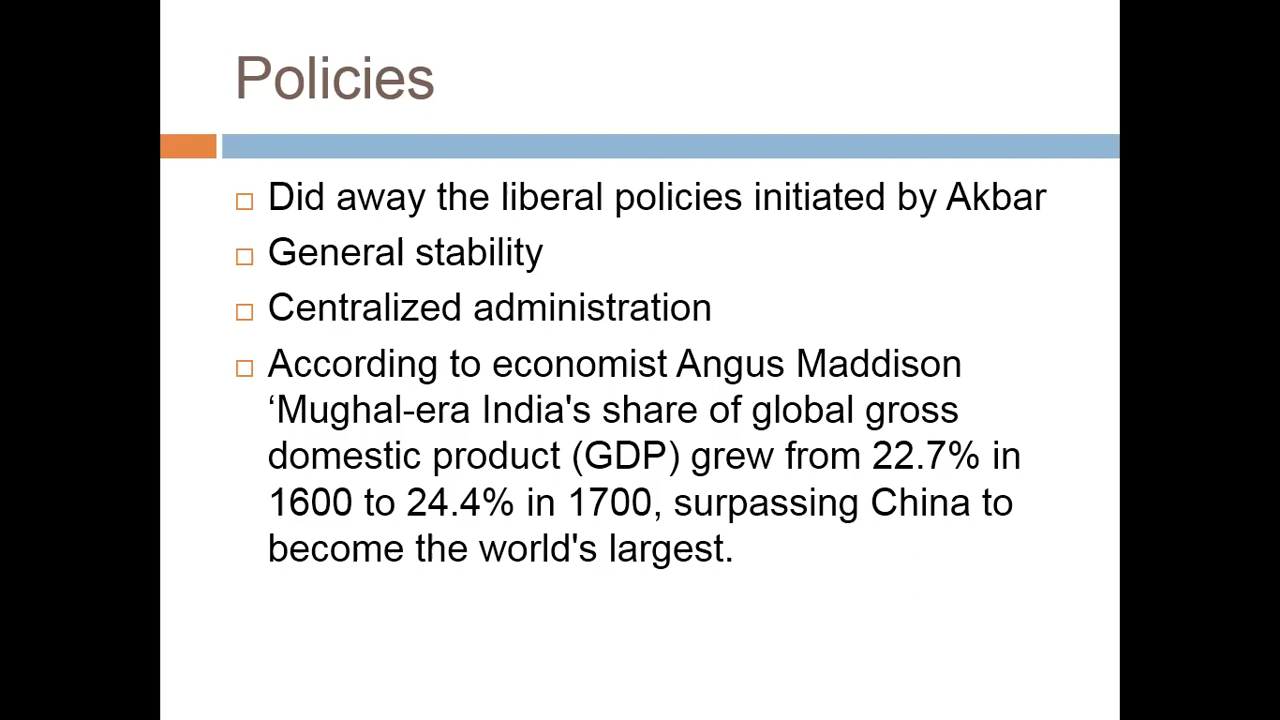 Policies
Did away the liberal policies initiated by Akbar
General stability
Centralized administration
According to economist Angus Maddison
‘Mughal-era India's share of global gross
domestic product (GDP) grew from 22.7% in
1600 to 24.4% in 1700, surpassing China to
become the world's largest.